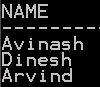 NAME
---------
Avinash
Dinesh
Arvind